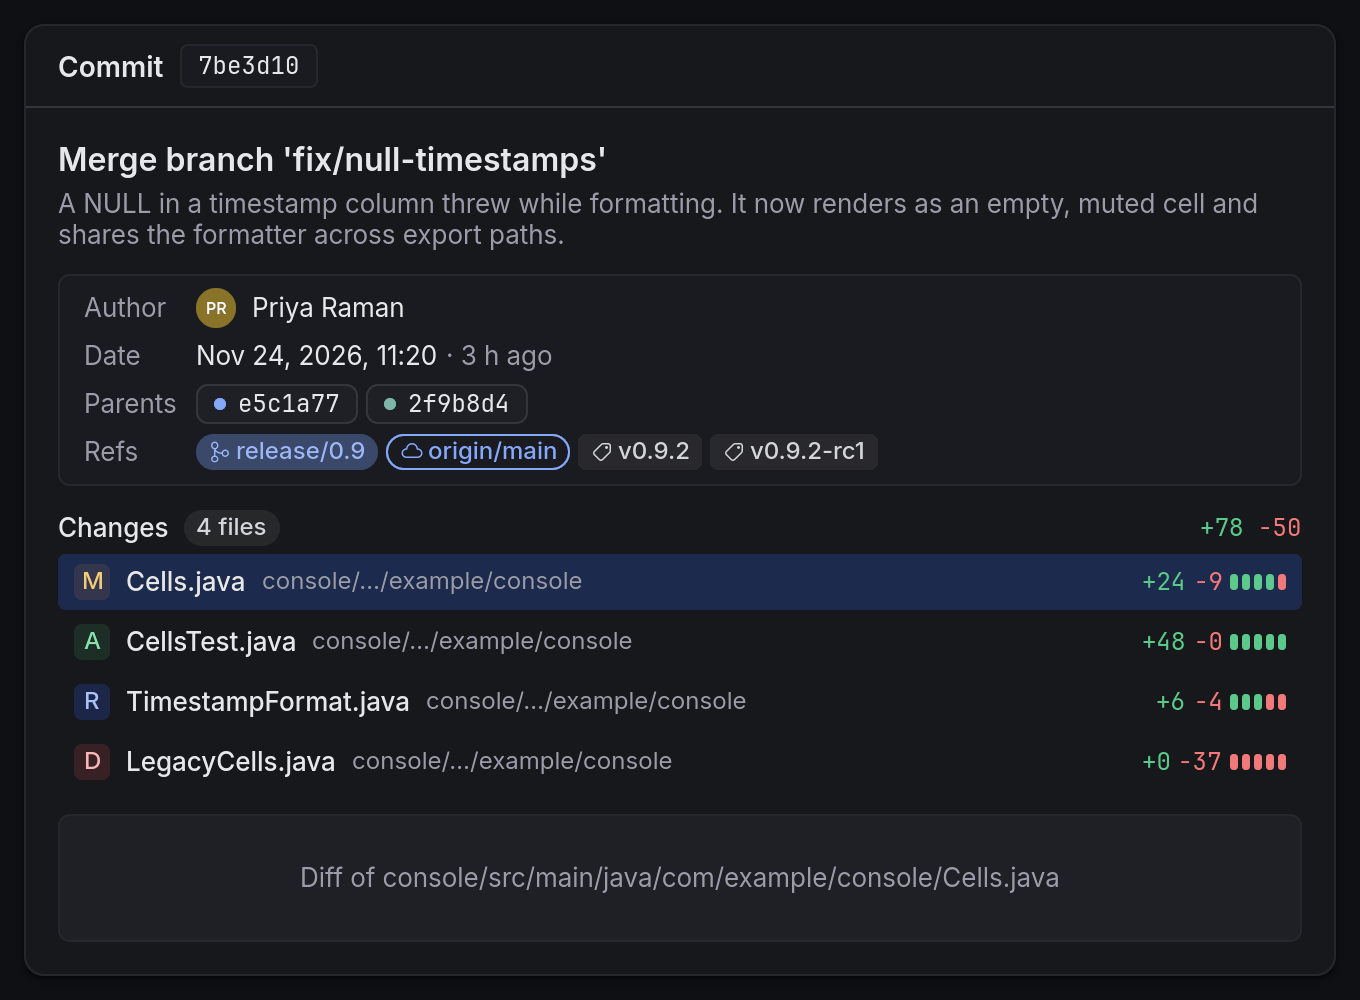 Commit 7be3d10
Merge branch 'fix/null-timestamps'
A NULL in a timestamp column threw while formatting. It now renders as an empty, muted cell and
shares the formatter across export paths.
Author PR Priya Raman
Date Nov 24, 2026, 11:20 · 3 h ago
Parents e5c1a77 2f9b8d4
Refs release/0.9 origin/main v0.9.2 v0.9.2-rc1
Changes 4 files +78 -50
M Cells.java console/.../example/console +24 -9
A CellsTest.java console/.../example/console +48 -0
R TimestampFormat.java console/.../example/console +6 -4
D LegacyCells.java console/.../example/console +0 -37
Diff of console/src/main/java/com/example/console/Cells.java